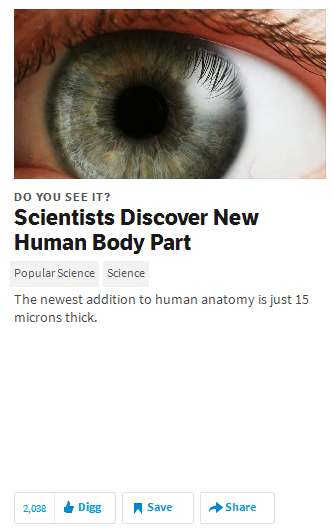 DO YOU SEE IT?
Scientists Discover New
Human Body Part
Popular Science Science
The newest addition to human anatomy is just 15
microns thick.
2,038 Digg Save Share